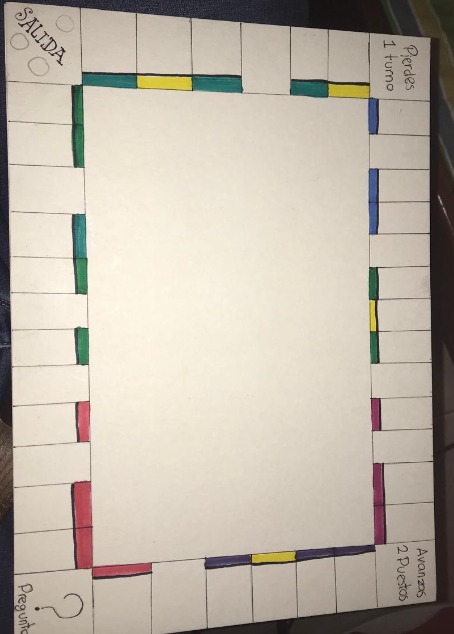 SALIDA
Pierdes
1 turno
Avanzas
2 Puestos
?
Pregunta